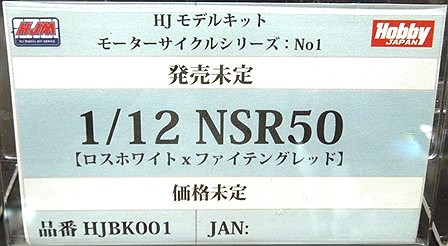 HJM
HJ モデルキット
モーターサイクルシリーズ：No1
Hobby
JAPAN
発売未定
1/12 NSR50
【ロスホワイト x ファイテングレッド】
価格未定
品番 HJBK001
JAN: